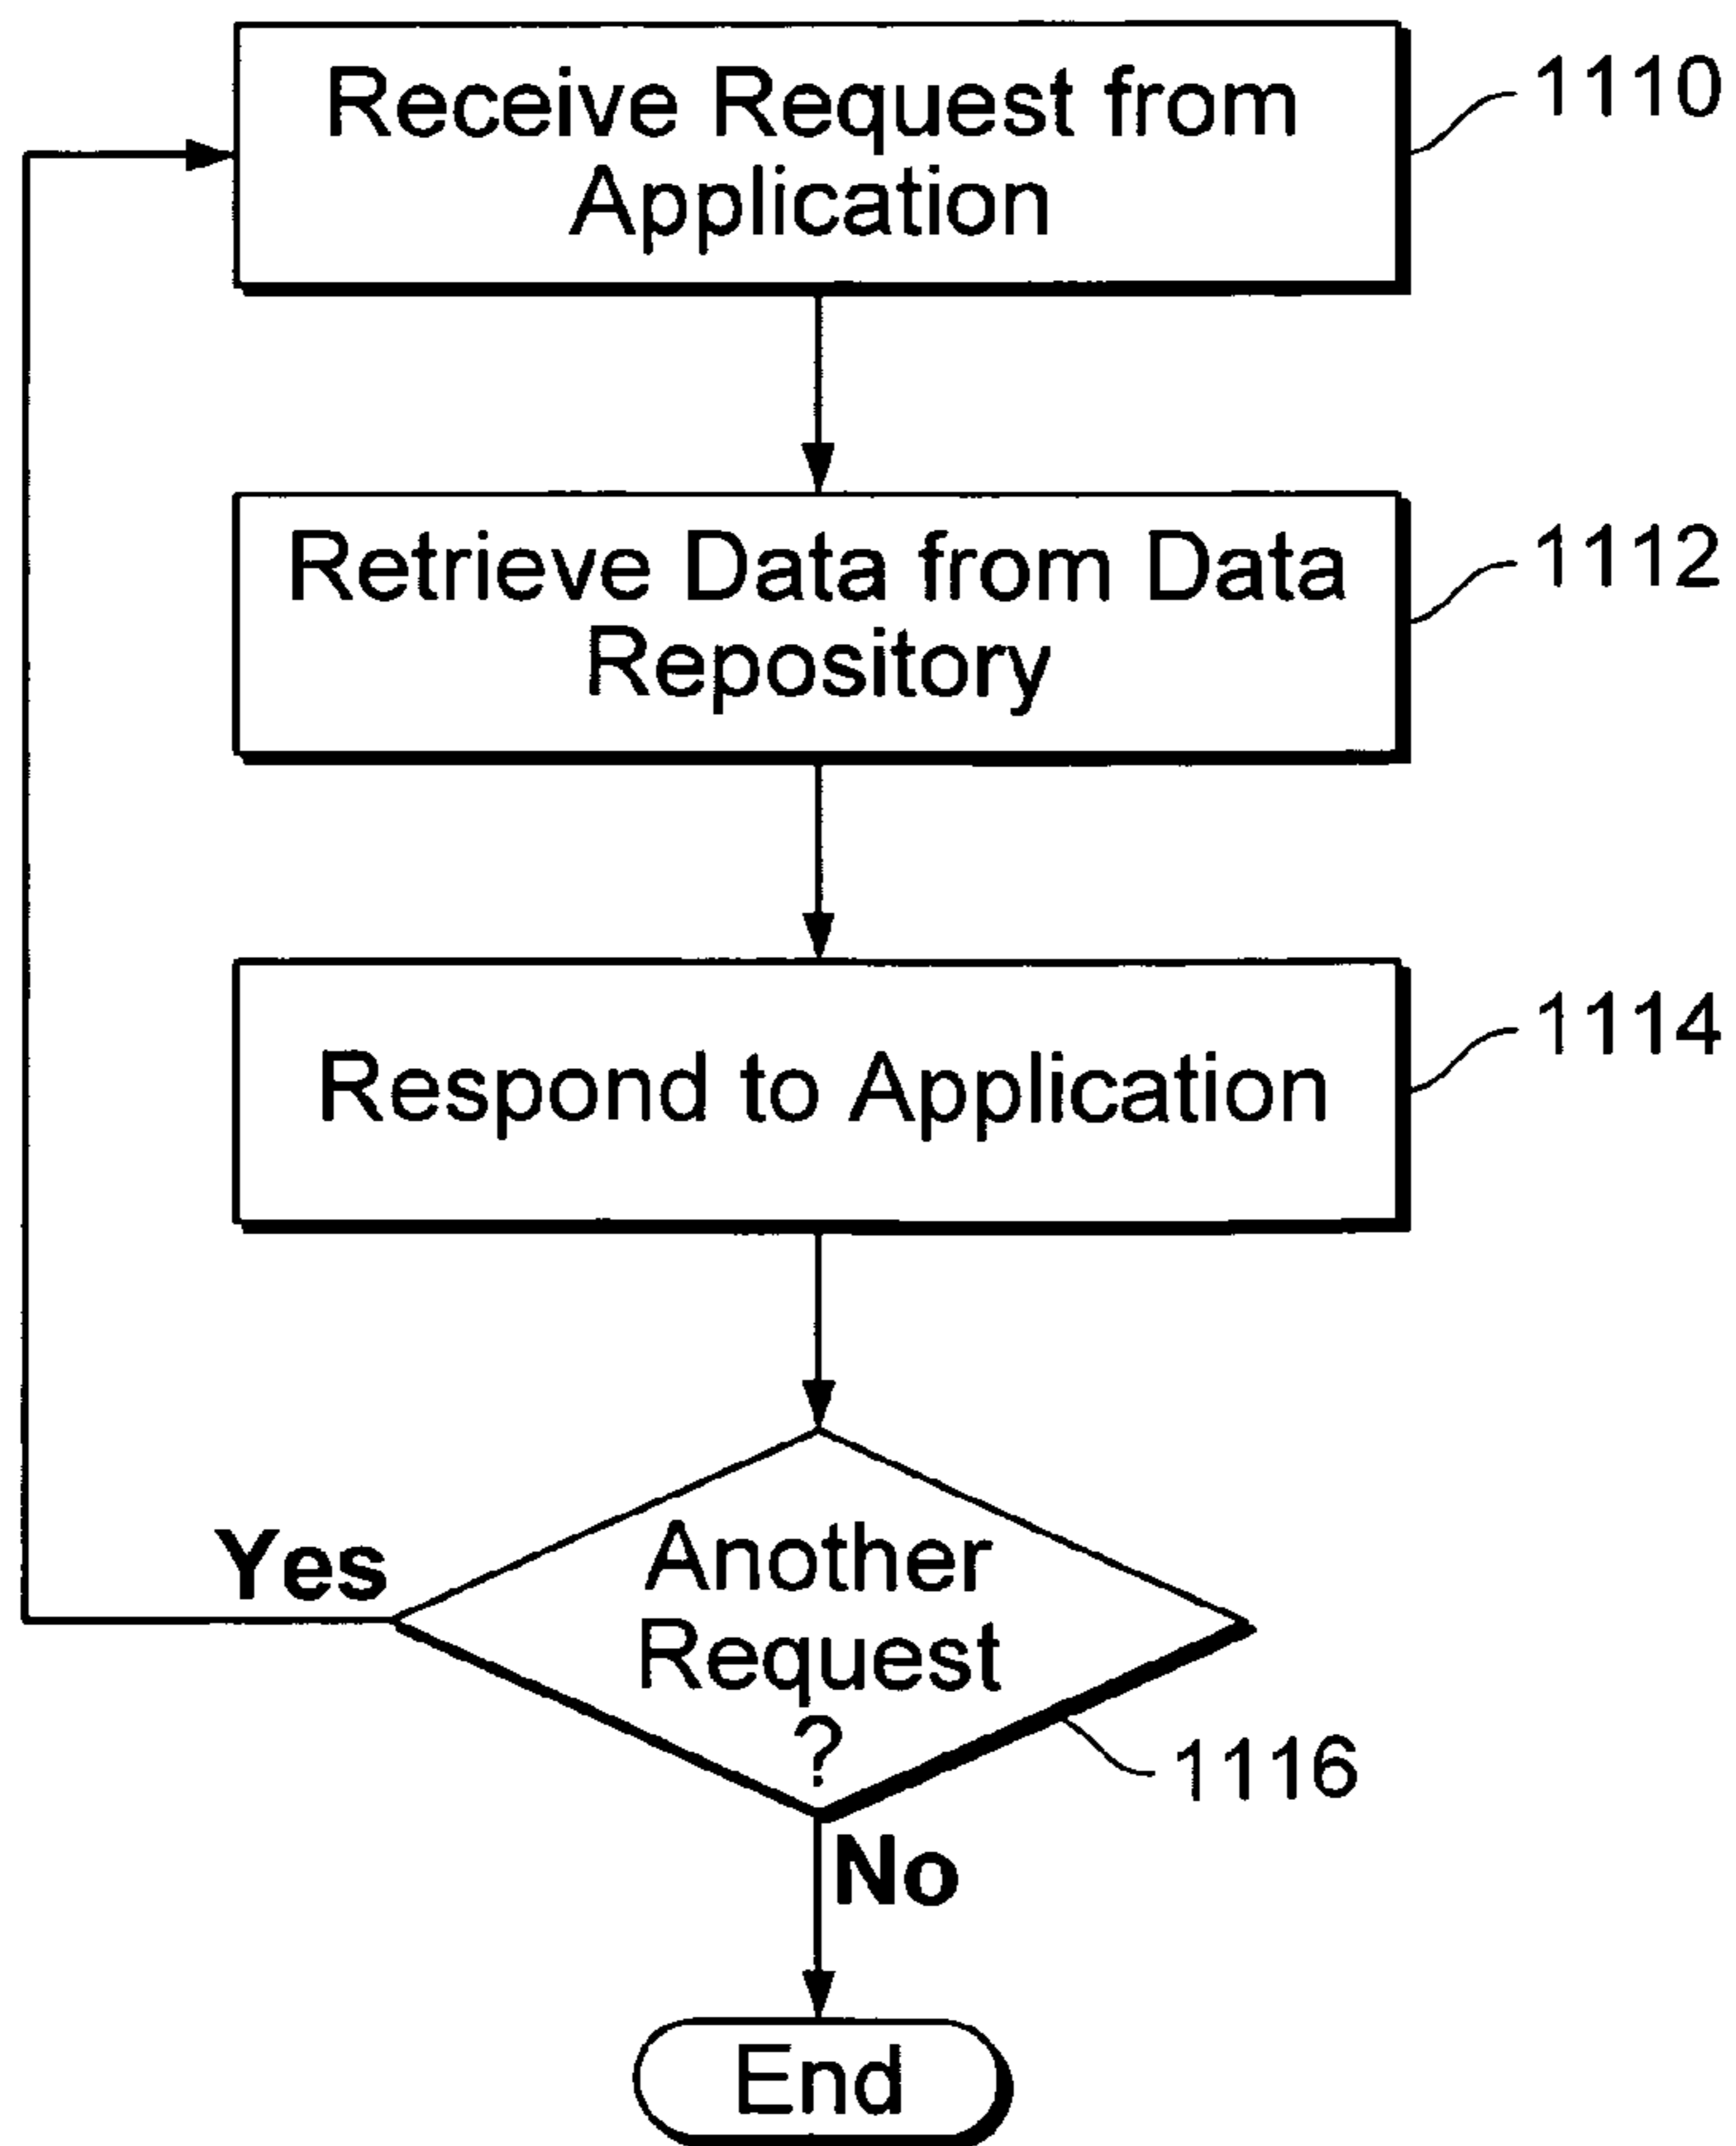 Receive Request from
Application
1110
Retrieve Data from Data
Repository
1112
Respond to Application
1114
Yes
Another
Request
?
1116
No
End